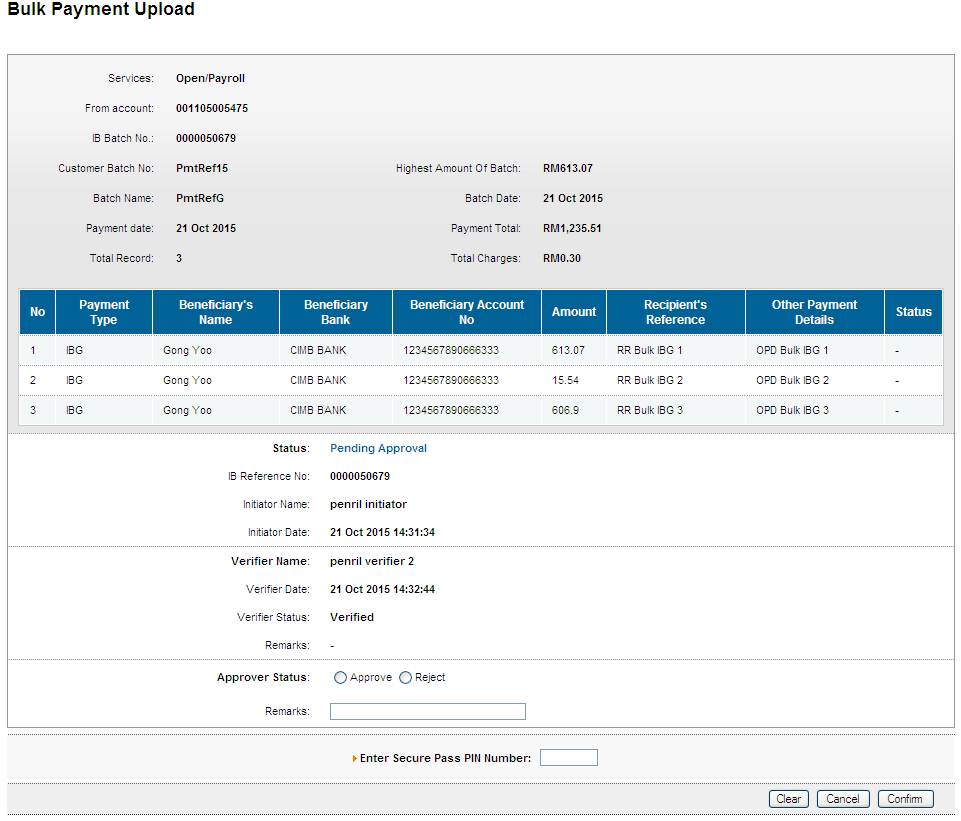 Bulk Payment Upload
Services: Open/Payroll
From account: 001105005475
IB Batch No.: 0000050679
Customer Batch No: PmtRef15 Highest Amount Of Batch: RM613.07
Batch Name: PmtRefG Batch Date: 21 Oct 2015
Payment date: 21 Oct 2015 Payment Total: RM1,235.51
Total Record: 3 Total Charges: RM0.30
No Payment Type Beneficiary's Name Beneficiary Bank Beneficiary Account No Amount Recipient's Reference Other Payment Details Status
1 IBG Gong Yoo CIMB BANK 1234567890666333 613.07 RR Bulk IBG 1 OPD Bulk IBG 1 -
2 IBG Gong Yoo CIMB BANK 1234567890666333 15.54 RR Bulk IBG 2 OPD Bulk IBG 2 -
3 IBG Gong Yoo CIMB BANK 1234567890666333 606.9 RR Bulk IBG 3 OPD Bulk IBG 3 -
Status: Pending Approval
IB Reference No: 0000050679
Initiator Name: penril initiator
Initiator Date: 21 Oct 2015 14:31:34
Verifier Name: penril verifier 2
Verifier Date: 21 Oct 2015 14:32:44
Verifier Status: Verified
Remarks: -
Approver Status: Approve Reject
Remarks:
Enter Secure Pass PIN Number:
Clear Cancel Confirm